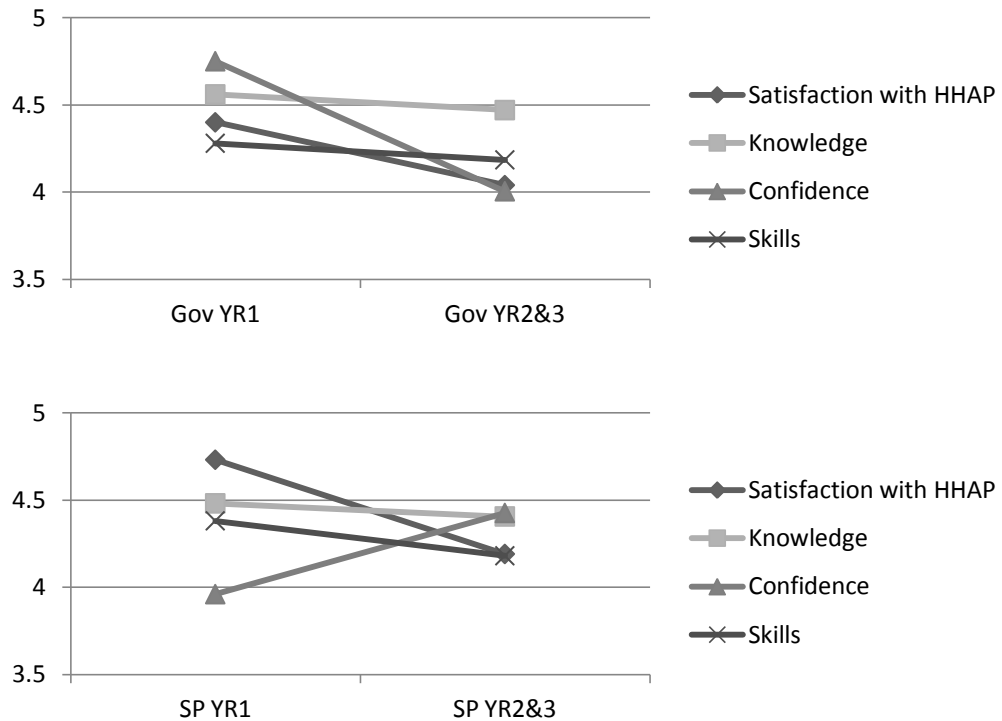 5
4.5
4
3.5
Gov YR1
Gov YR2&3
Satisfaction with HHAP
Knowledge
Confidence
Skills
5
4.5
4
3.5
SP YR1
SP YR2&3
Satisfaction with HHAP
Knowledge
Confidence
Skills